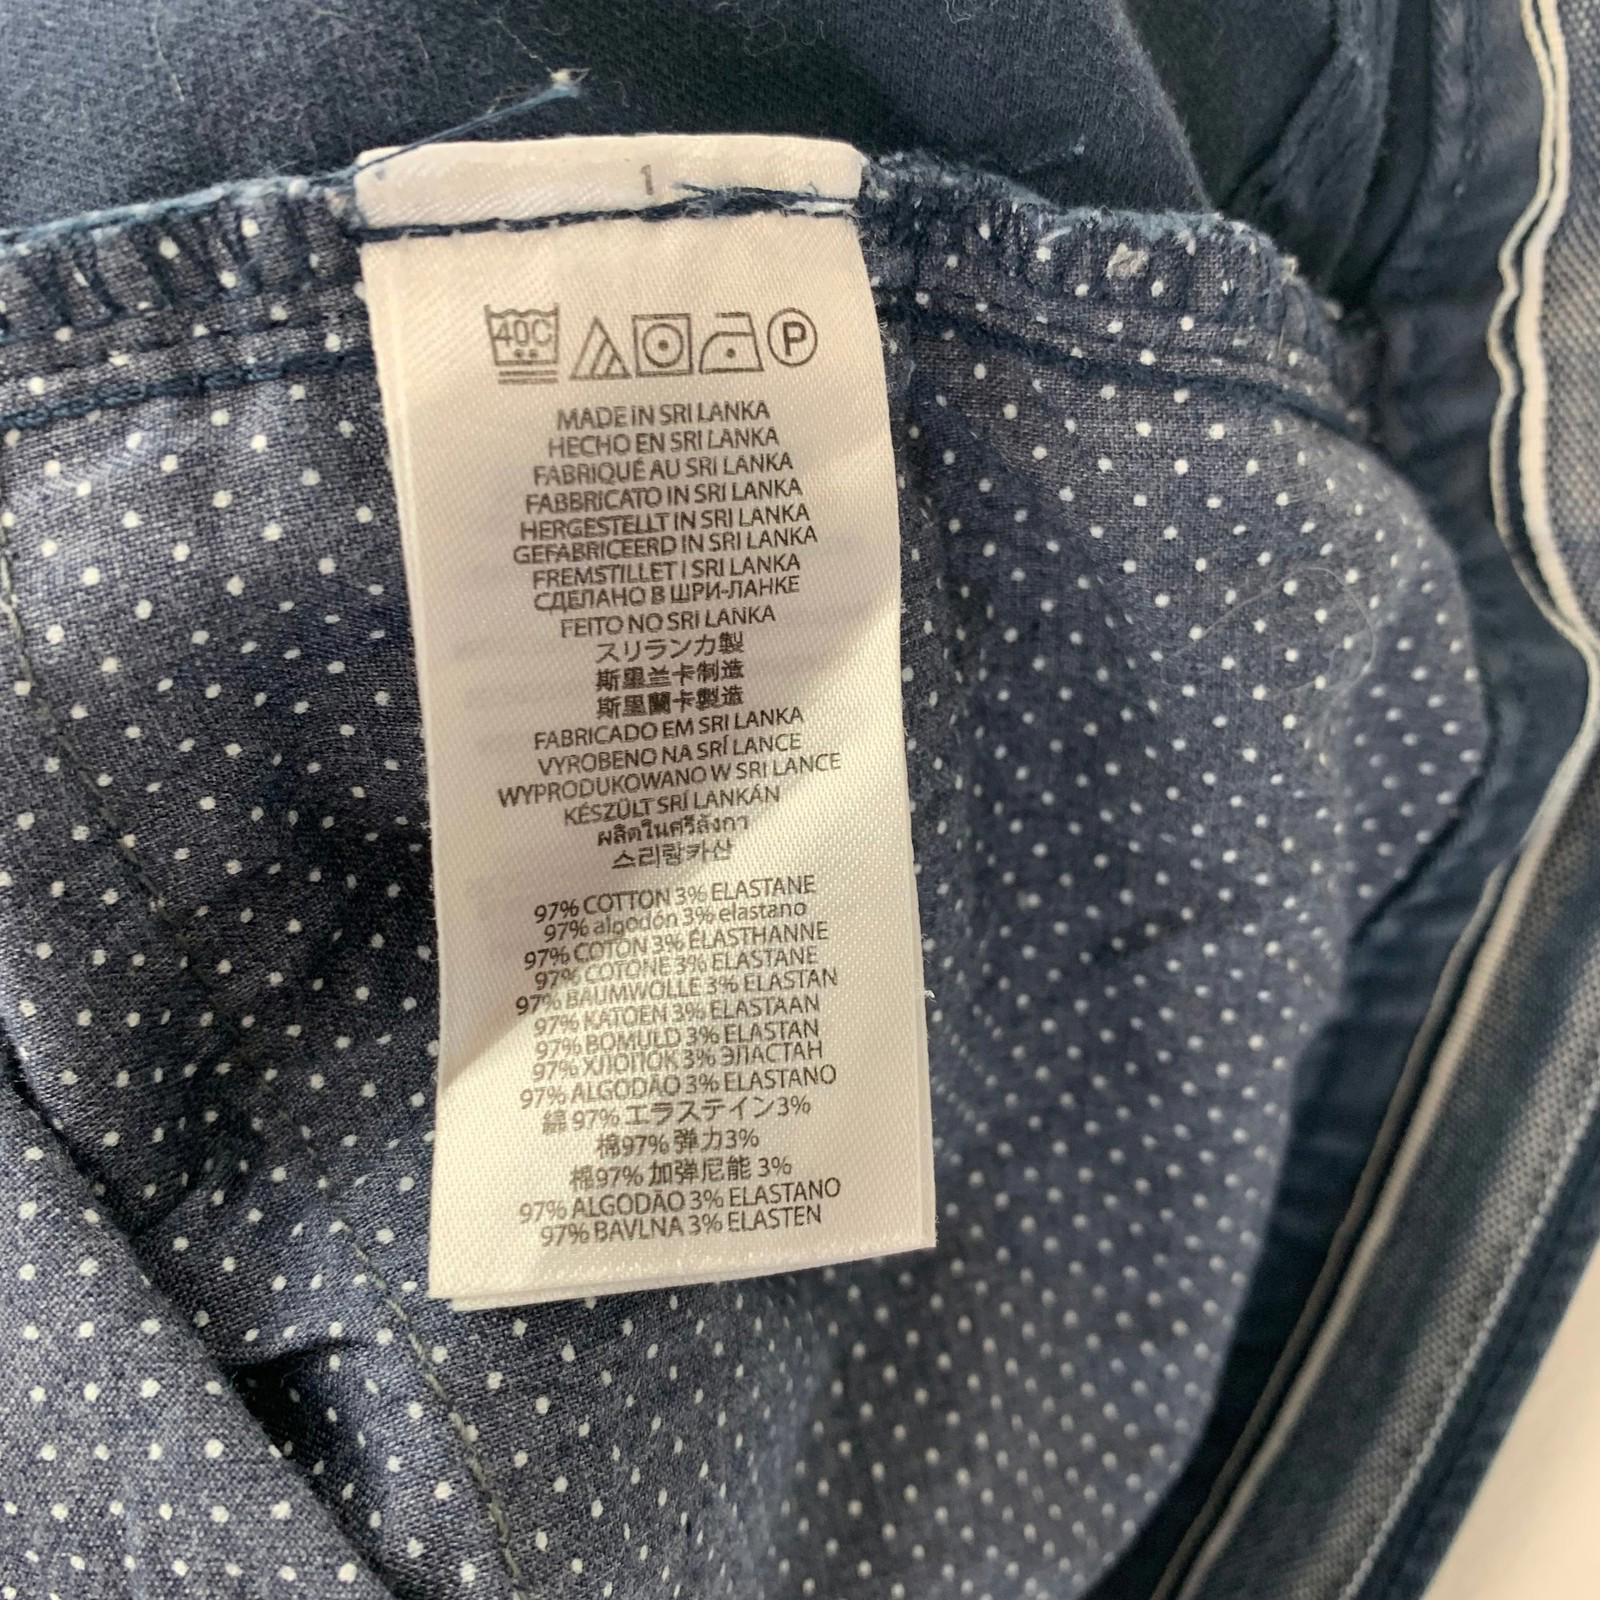 1
40C
P
MADE IN SRI LANKA
HECHO EN SRI LANKA
FABRIQUÉ AU SRI LANKA
FABBRICATO IN SRI LANKA
HERGESTELLT IN SRI LANKA
GEFABRICEERD IN SRI LANKA
FREMSTILLET I SRI LANKA
СДЕЛАНО В ШРИ-ЛАНКЕ
FEITO NO SRI LANKA
スリランカ製
斯里兰卡制造
斯里蘭卡製造
FABRICADO EM SRI LANKA
VYROBENO NA SRÍ LANCE
WYPRODUKOWANO W SRI LANCE
KÉSZÜLT SRÍ LANKÁN
ผลิตในศรีลังกา
스리랑카산
97% COTTON 3% ELASTANE
97% algodón 3% elastano
97% COTON 3% ÉLASTHANNE
97% COTONE 3% ELASTANE
97% BAUMWOLLE 3% ELASTAN
97% KATOEN 3% ELASTAAN
97% BOMULD 3% ELASTAN
97% ХЛОПОК 3% ЭЛАСТАН
97% ALGODÃO 3% ELASTANO
綿 97% エラステイン3%
棉97% 弹力3%
棉97% 加弹尼能 3%
97% ALGODÃO 3% ELASTANO
97% BAVLNA 3% ELASTEN